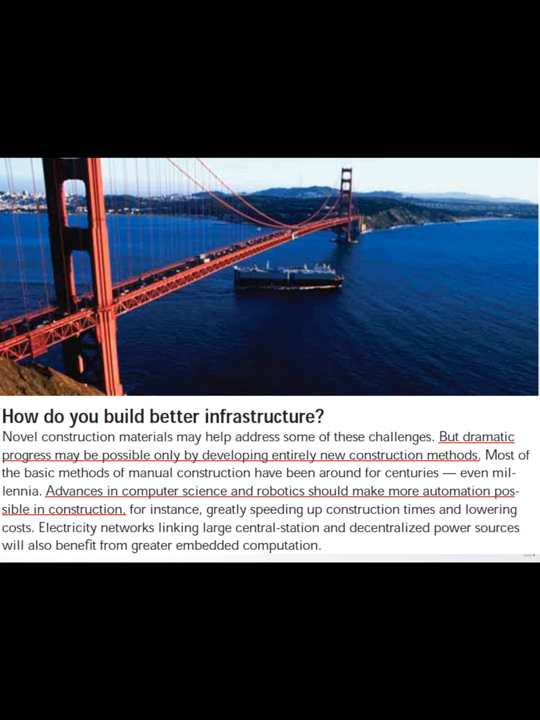 How do you build better infrastructure?
Novel construction materials may help address some of these challenges. But dramatic
progress may be possible only by developing entirely new construction methods. Most of
the basic methods of manual construction have been around for centuries — even mil-
lennia. Advances in computer science and robotics should make more automation pos-
sible in construction, for instance, greatly speeding up construction times and lowering
costs. Electricity networks linking large central-station and decentralized power sources
will also benefit from greater embedded computation.